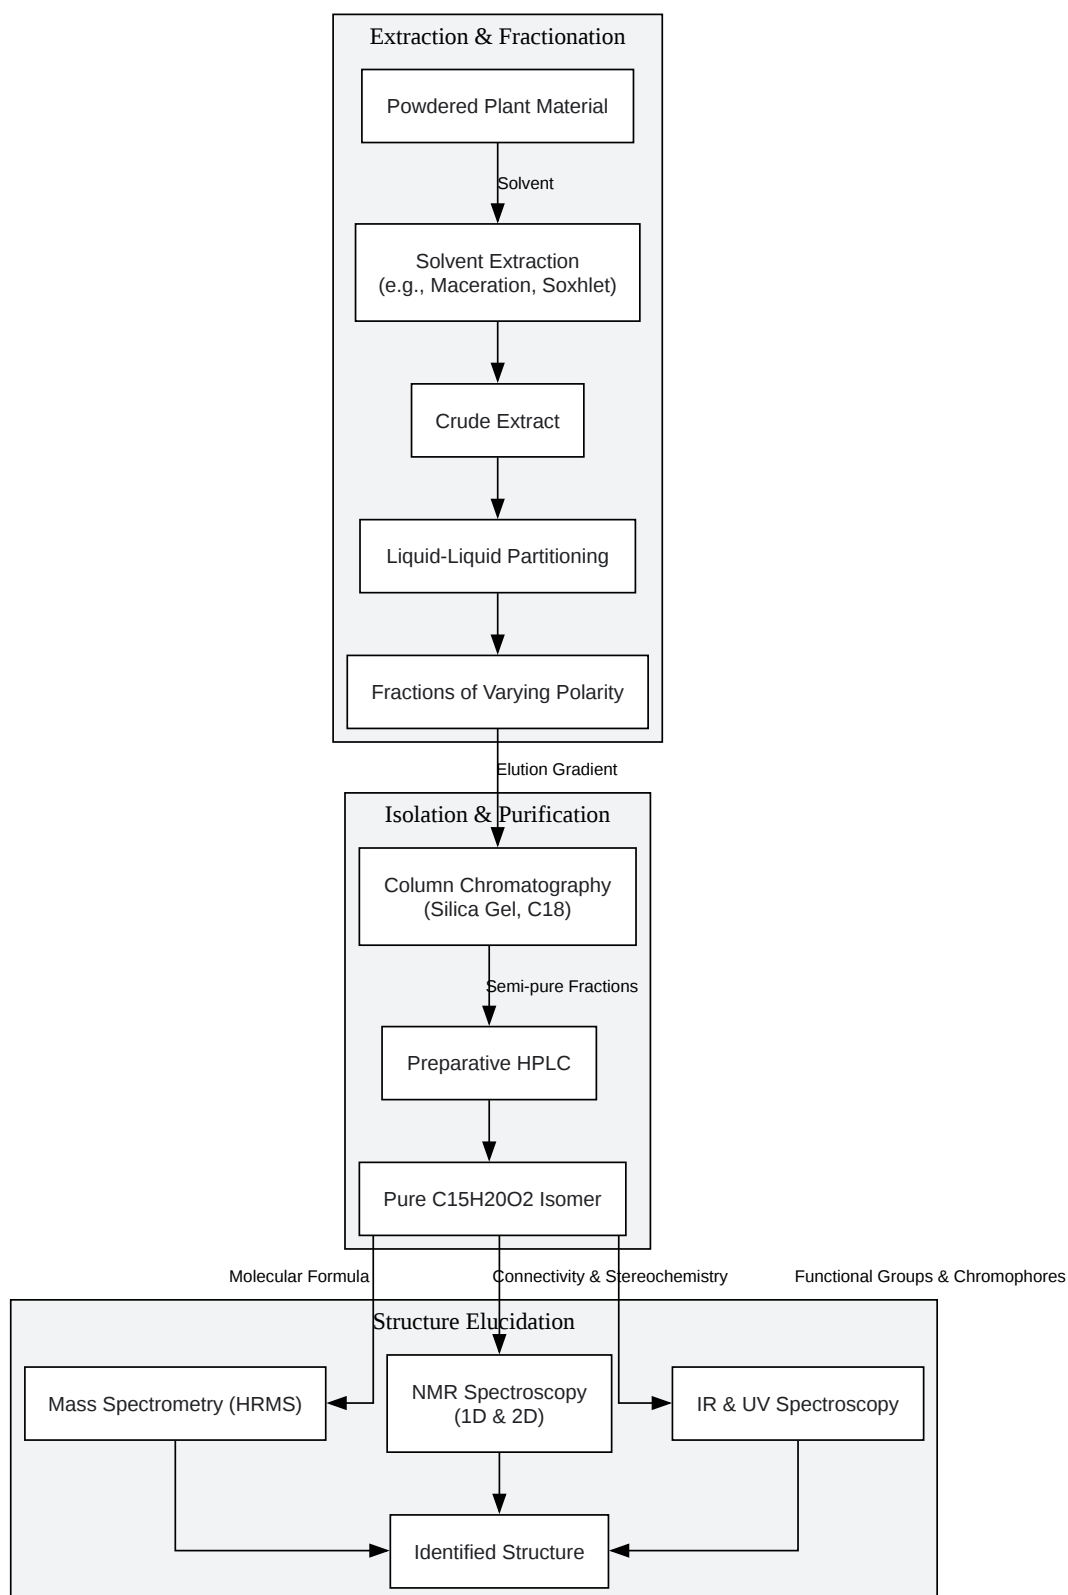 Extraction & Fractionation
Powdered Plant Material
Solvent
Solvent Extraction
(e.g., Maceration, Soxhlet)
Crude Extract
Liquid-Liquid Partitioning
Fractions of Varying Polarity
Elution Gradient
Isolation & Purification
Column Chromatography
(Silica Gel, C18)
Semi-pure Fractions
Preparative HPLC
Pure C15H20O2 Isomer
Molecular Formula
Connectivity & Stereochemistry
Functional Groups & Chromophores
Structure Elucidation
Mass Spectrometry (HRMS)
NMR Spectroscopy
(1D & 2D)
IR & UV Spectroscopy
Identified Structure